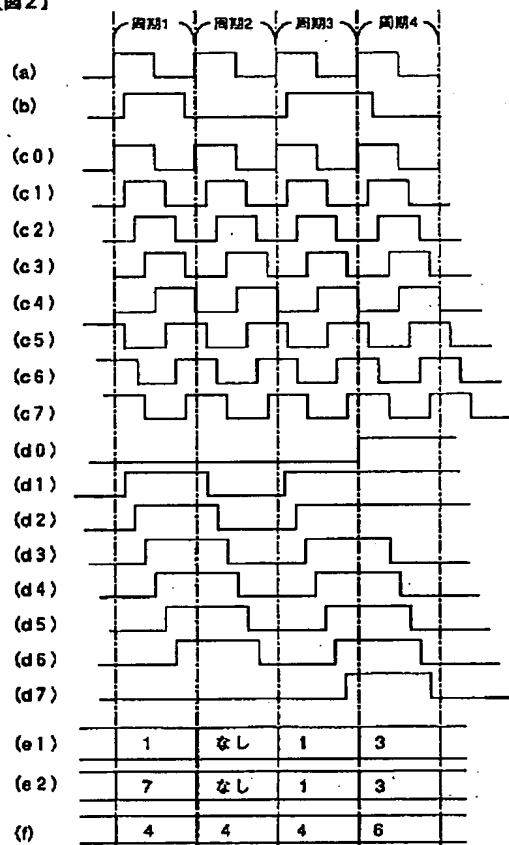 【図2】
周期1 周期2 周期3 周期4
(a)
(b)
(c0)
(c1)
(c2)
(c3)
(c4)
(c5)
(c6)
(c7)
(d0)
(d1)
(d2)
(d3)
(d4)
(d5)
(d6)
(d7)
(e1) 1 なし 1 3
(e2) 7 なし 1 3
(f) 4 4 4 6